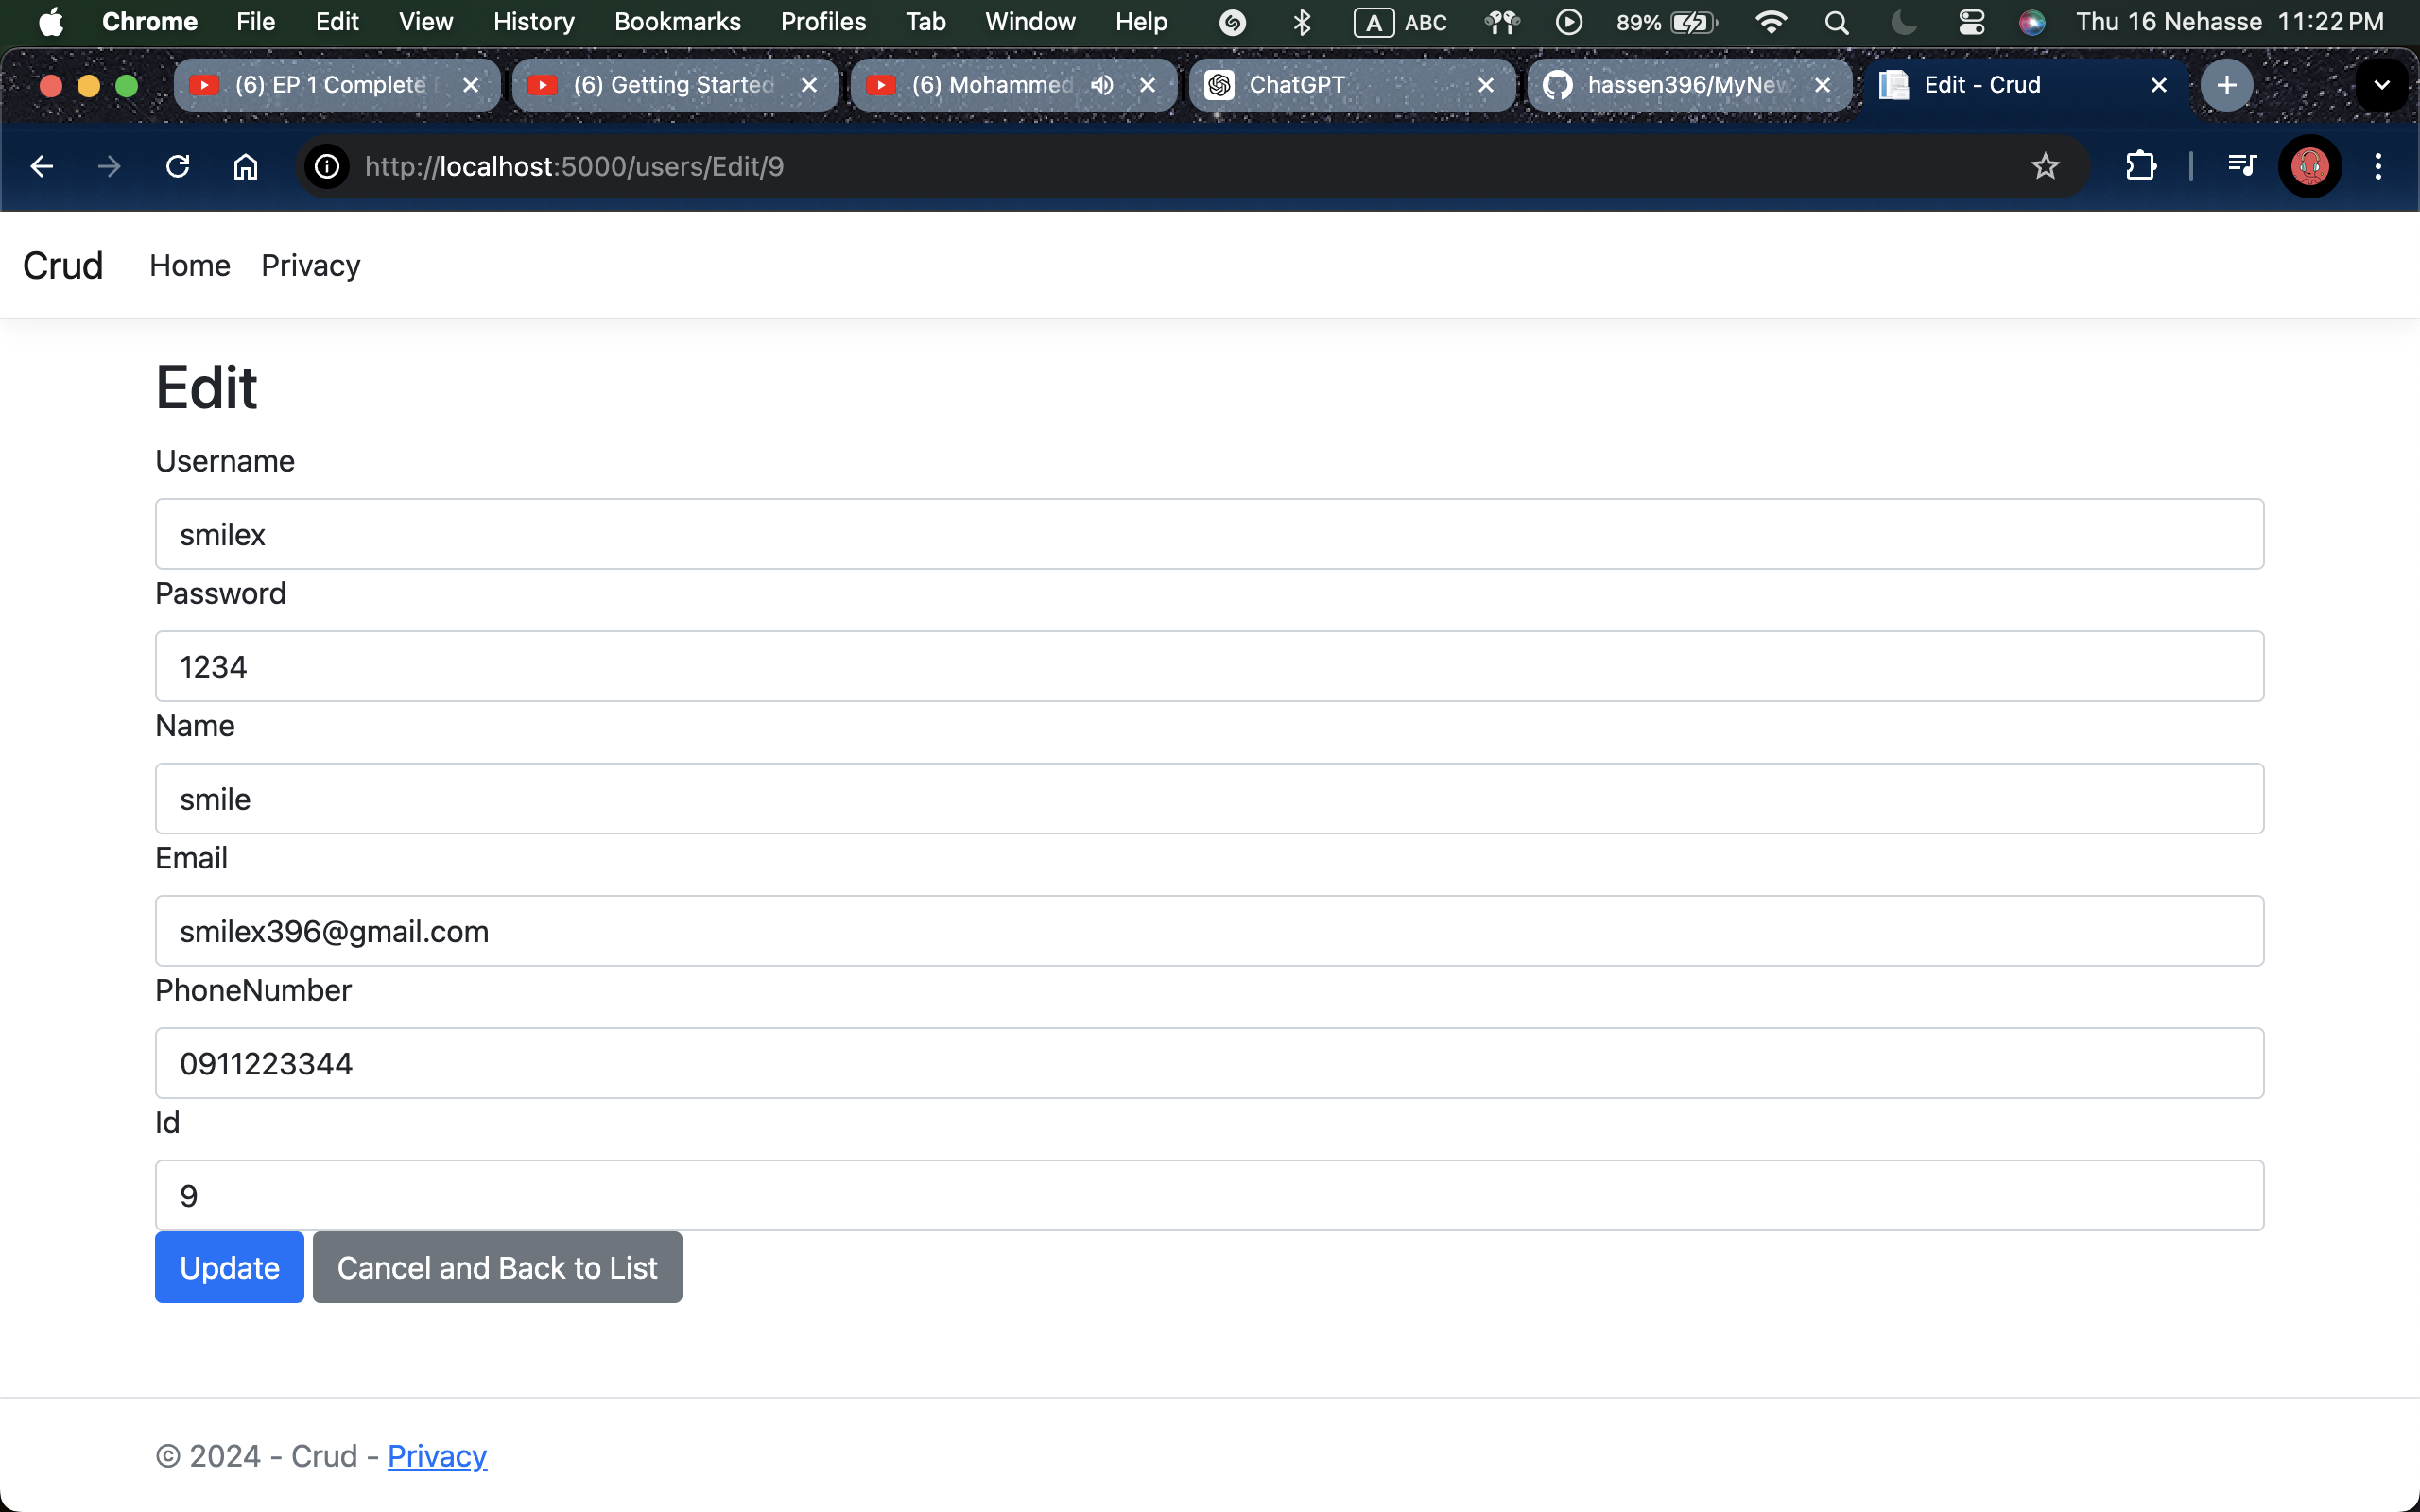 Chrome File Edit View History Bookmarks Profiles Tab Window Help A ABC 89% Thu 16 Nehasse 11:22 PM
(6) EP 1 Complete (6) Getting Started (6) Mohammed ChatGPT hassen396/MyNew Edit - Crud
http://localhost:5000/users/Edit/9
Crud Home Privacy
Edit
Username
smilex
Password
1234
Name
smile
Email
smilex396@gmail.com
PhoneNumber
0911223344
Id
9
Update Cancel and Back to List
© 2024 - Crud - Privacy